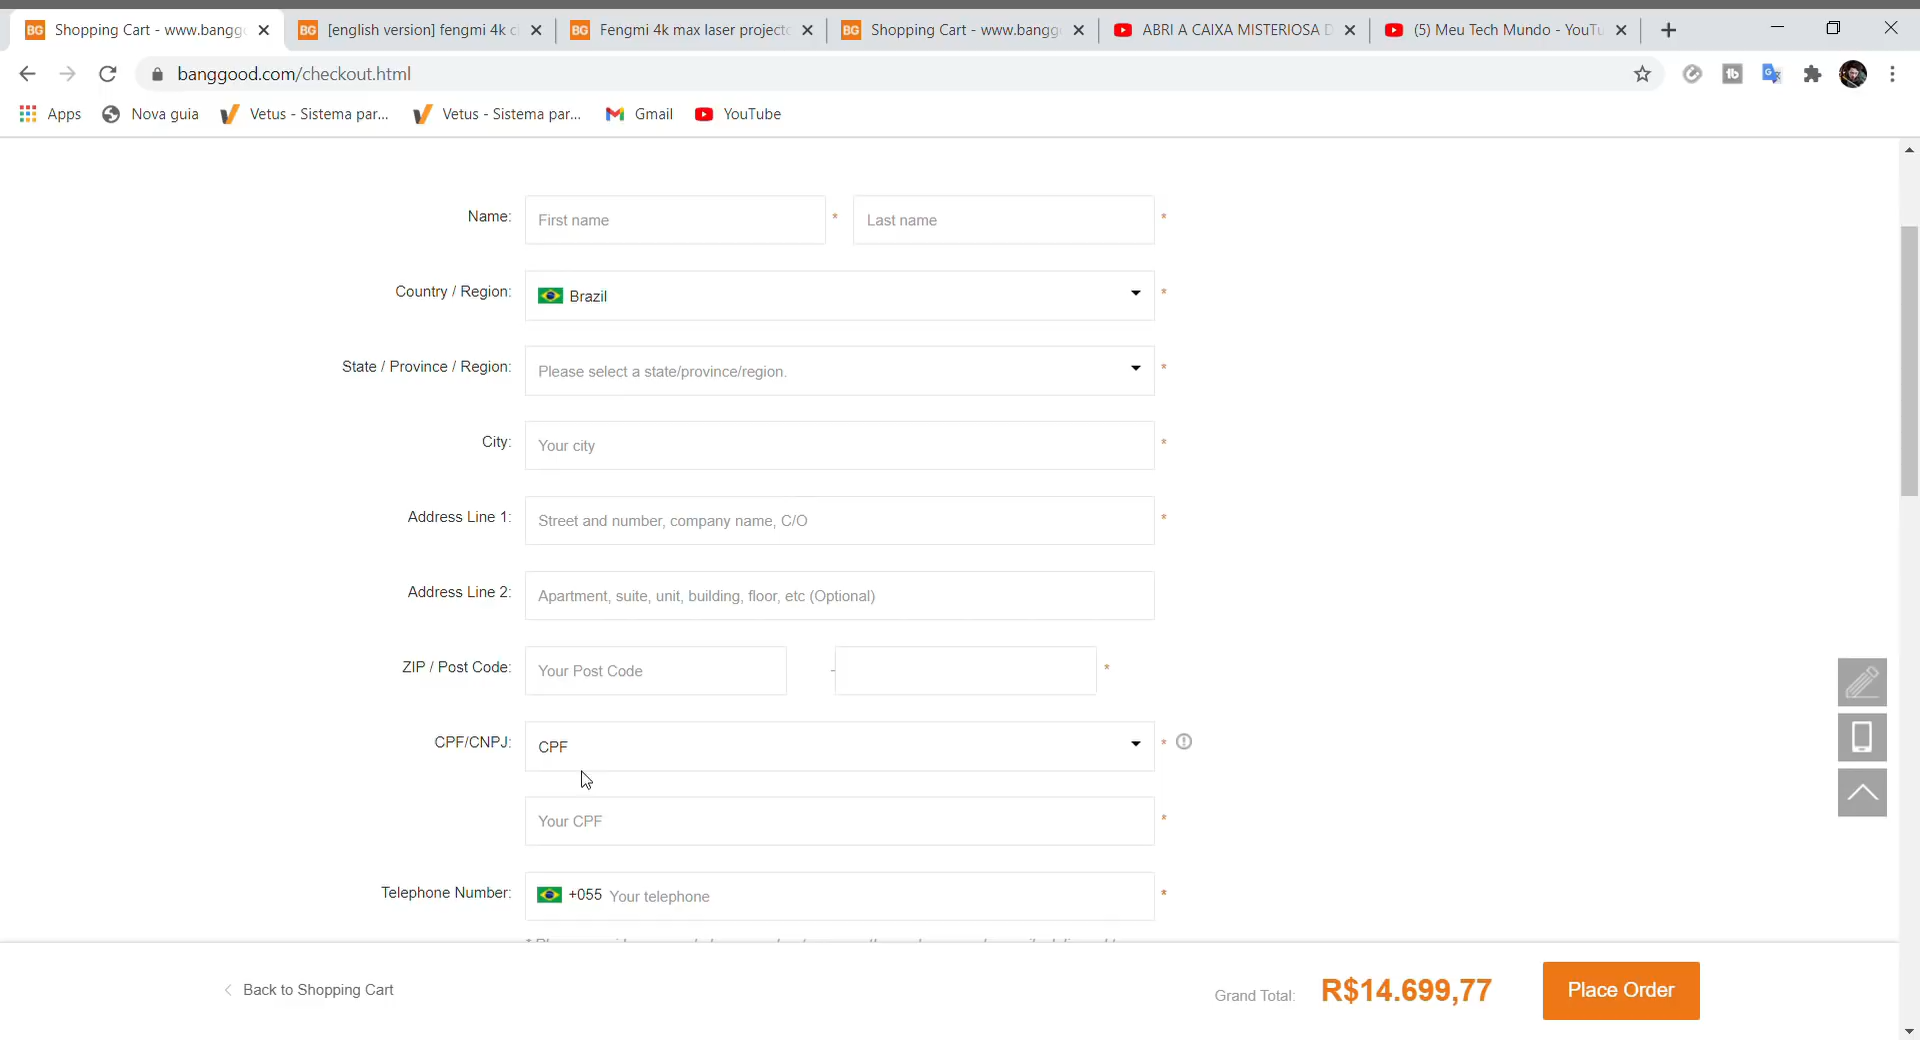 BG Shopping Cart - www.bangg
BG [english version] fengmi 4k ci
BG Fengmi 4k max laser projecto
BG Shopping Cart - www.bangg
ABRI A CAIXA MISTERIOSA D
(5) Meu Tech Mundo - YouTu
banggood.com/checkout.html
Apps
Nova guia
Vetus - Sistema par...
Vetus - Sistema par...
Gmail
YouTube
Name: First name * Last name *
Country / Region: Brazil *
State / Province / Region: Please select a state/province/region. *
City: Your city *
Address Line 1: Street and number, company name, C/O *
Address Line 2: Apartment, suite, unit, building, floor, etc (Optional)
ZIP / Post Code: Your Post Code - *
CPF/CNPJ: CPF *
Your CPF *
Telephone Number: +055 Your telephone *
Back to Shopping Cart
Grand Total: R$14.699,77
Place Order